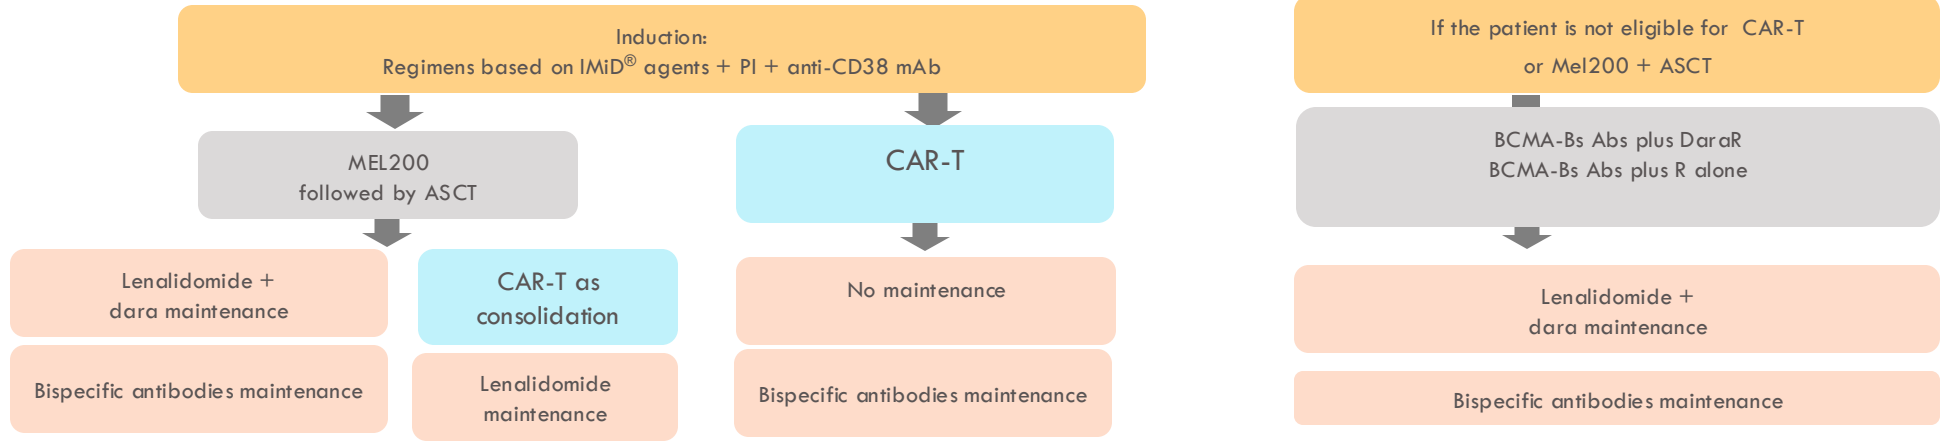 Induction:
Regimens based on IMiD® agents + PI + anti-CD38 mAb
MEL200
followed by ASCT
CAR-T
Lenalidomide +
dara maintenance
CAR-T as
consolidation
No maintenance
Bispecific antibodies maintenance
Lenalidomide
maintenance
Bispecific antibodies maintenance
If the patient is not eligible for CAR-T
or Mel200 + ASCT
BCMA-Bs Abs plus DaraR
BCMA-Bs Abs plus R alone
Lenalidomide +
dara maintenance
Bispecific antibodies maintenance